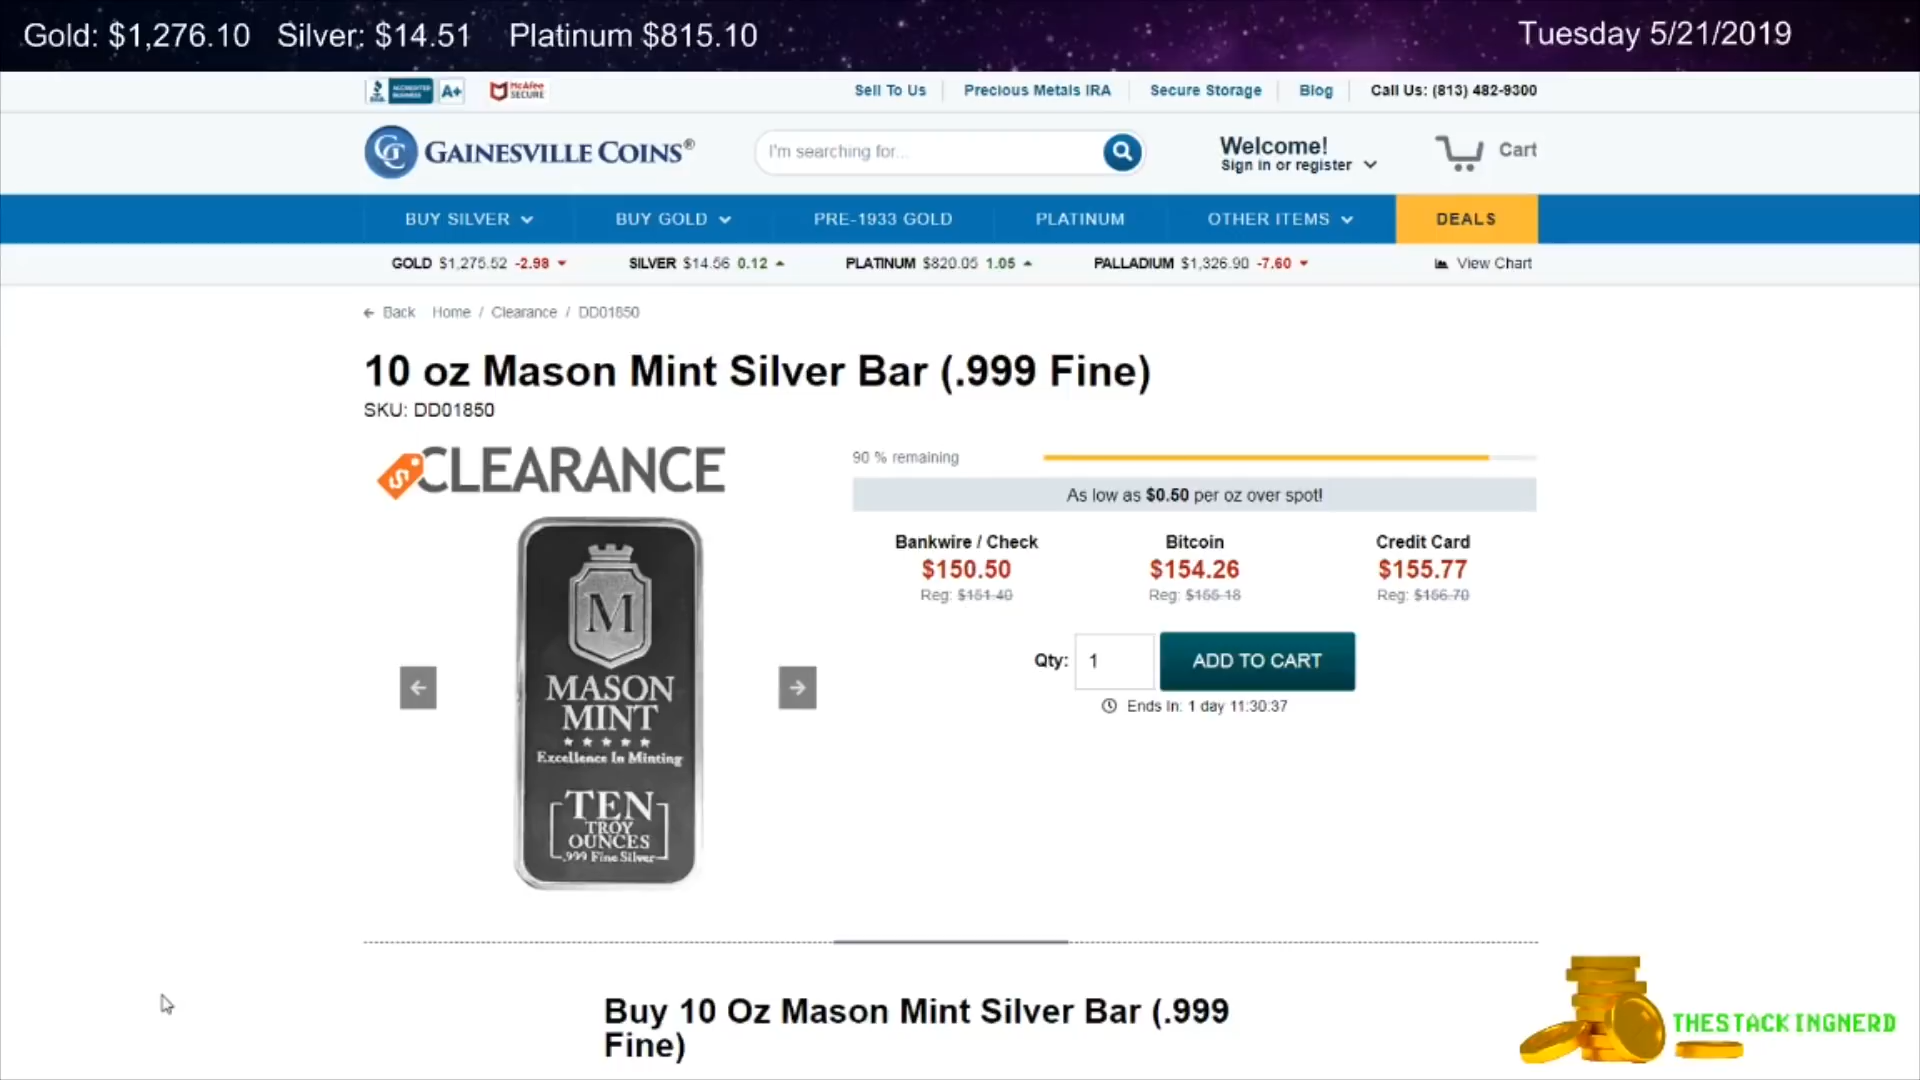 Gold: $1,276.10 Silver: $14.51 Platinum $815.10
Tuesday 5/21/2019
ACCREDITED BUSINESS A+ McAfee SECURE
Sell To Us Precious Metals IRA Secure Storage Blog Call Us: (813) 482-9300
CG GAINESVILLE COINS®
I'm searching for...
Welcome!
Sign in or register
Cart
BUY SILVER BUY GOLD PRE-1933 GOLD PLATINUM OTHER ITEMS DEALS
GOLD $1,275.52 -2.98 SILVER $14.56 0.12 PLATINUM $820.05 1.05 PALLADIUM $1,326.90 -7.60 View Chart
Back Home / Clearance / DD01850
10 oz Mason Mint Silver Bar (.999 Fine)
SKU: DD01850
$CLEARANCE
90 % remaining
As low as $0.50 per oz over spot!
Bankwire / Check Bitcoin Credit Card
$150.50 $154.26 $155.77
Reg: $151.40 Reg: $155.18 Reg: $156.70
Qty: 1 ADD TO CART
Ends In: 1 day 11:30:37
M
MASON
MINT
Excellence In Minting
TEN
TROY
OUNCES
.999 Fine Silver
Buy 10 Oz Mason Mint Silver Bar (.999
Fine)
THESTACKINGNERD